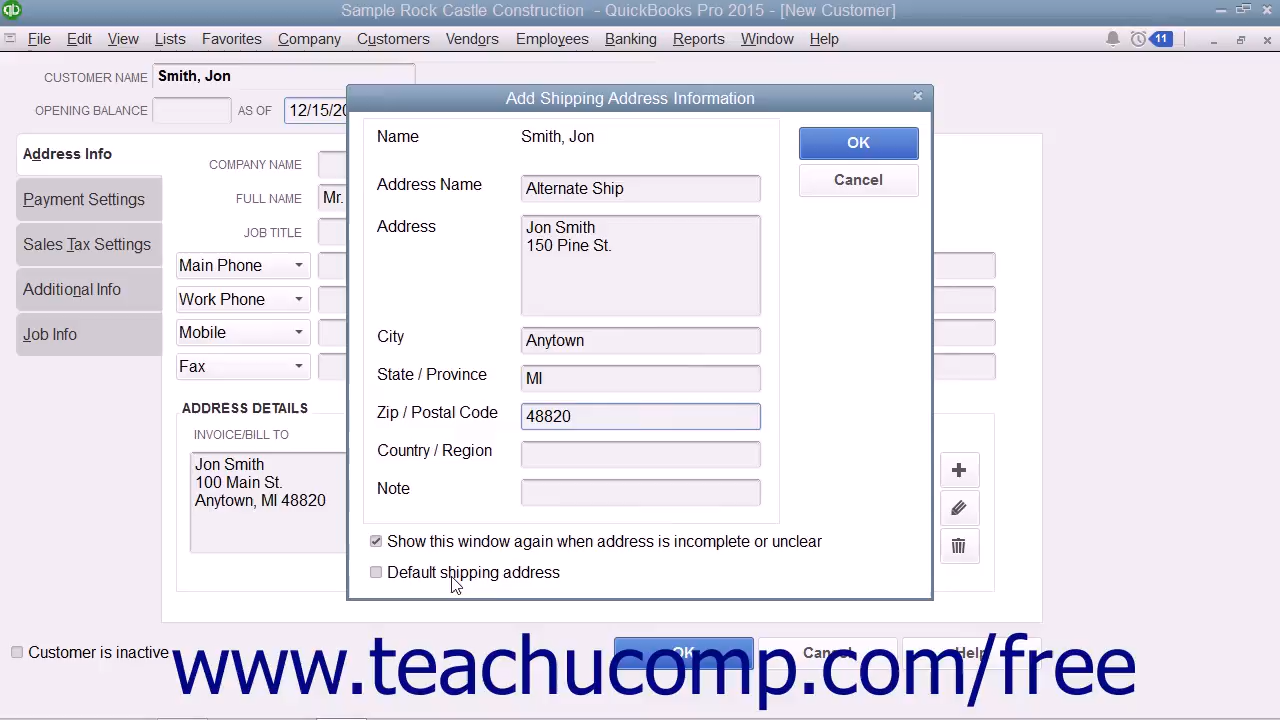 qb
Sample Rock Castle Construction - QuickBooks Pro 2015 - [New Customer]
File Edit View Lists Favorites Company Customers Vendors Employees Banking Reports Window Help
11
CUSTOMER NAME Smith, Jon
OPENING BALANCE AS OF 12/15/20
Address Info
Payment Settings
Sales Tax Settings
Additional Info
Job Info
COMPANY NAME
FULL NAME Mr.
JOB TITLE
Main Phone
Work Phone
Mobile
Fax
ADDRESS DETAILS
INVOICE/BILL TO
Jon Smith
100 Main St.
Anytown, MI 48820
Add Shipping Address Information
Name Smith, Jon
Address Name Alternate Ship
Address Jon Smith
150 Pine St.
City Anytown
State / Province MI
Zip / Postal Code 48820
Country / Region
Note
OK
Cancel
Show this window again when address is incomplete or unclear
Default shipping address
Customer is inactive
OK Cancel Help
www.teachucomp.com/free